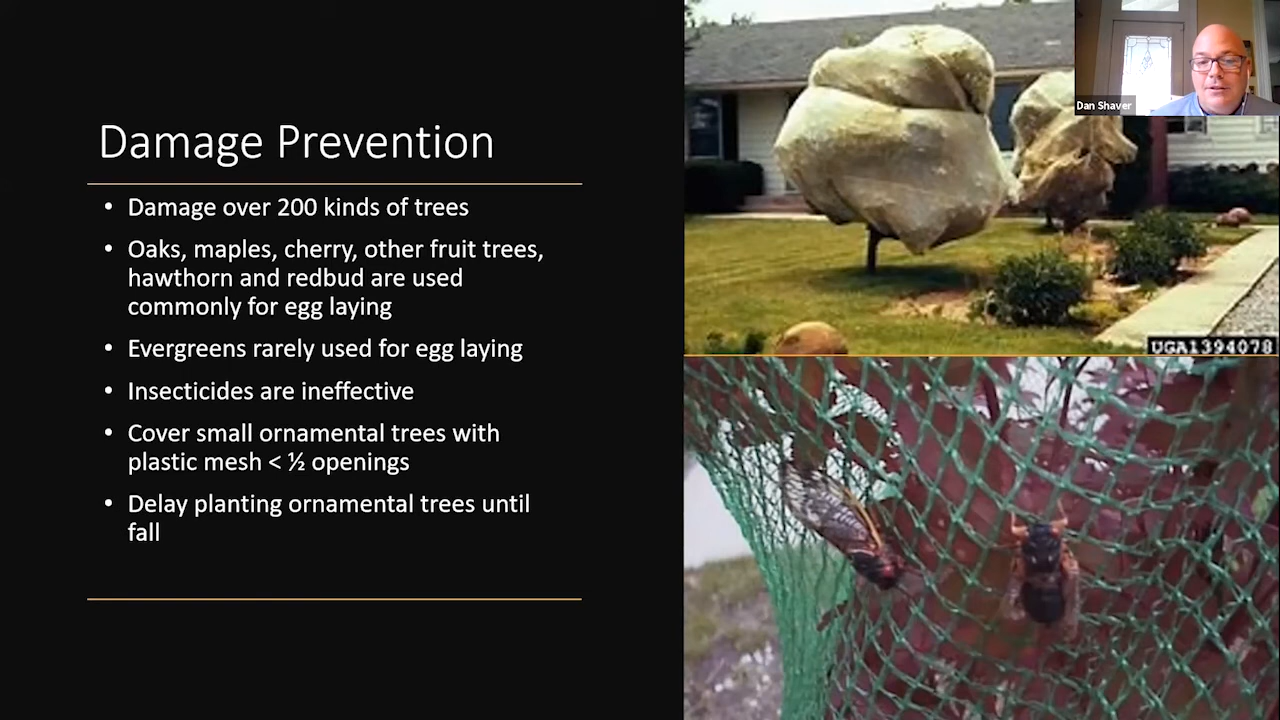 Damage Prevention
• Damage over 200 kinds of trees
• Oaks, maples, cherry, other fruit trees,
hawthorn and redbud are used
commonly for egg laying
• Evergreens rarely used for egg laying
• Insecticides are ineffective
• Cover small ornamental trees with
plastic mesh < ½ openings
• Delay planting ornamental trees until
fall
Dan Shaver
UGA1394078